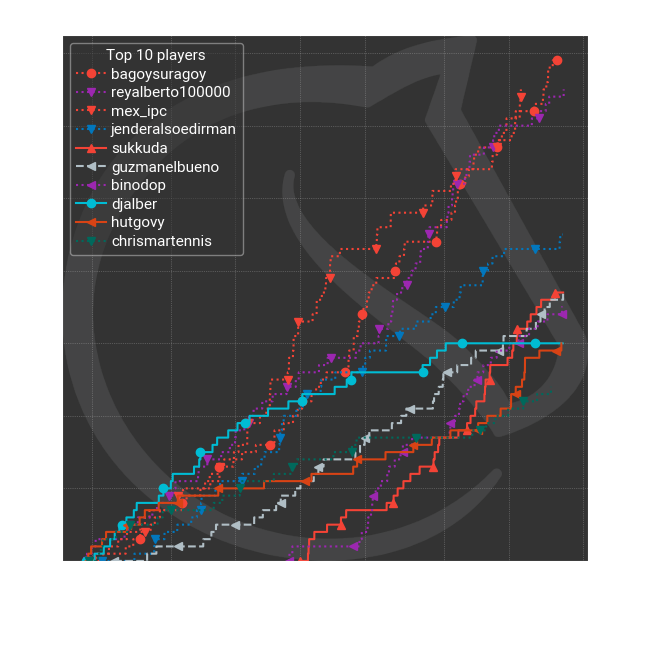 Top 10 players
bagoysuragoy
reyalberto100000
mex_ipc
jenderalsoedirman
sukkuda
guzmanelbueno
binodop
djalber
hutgovy
chrismartennis